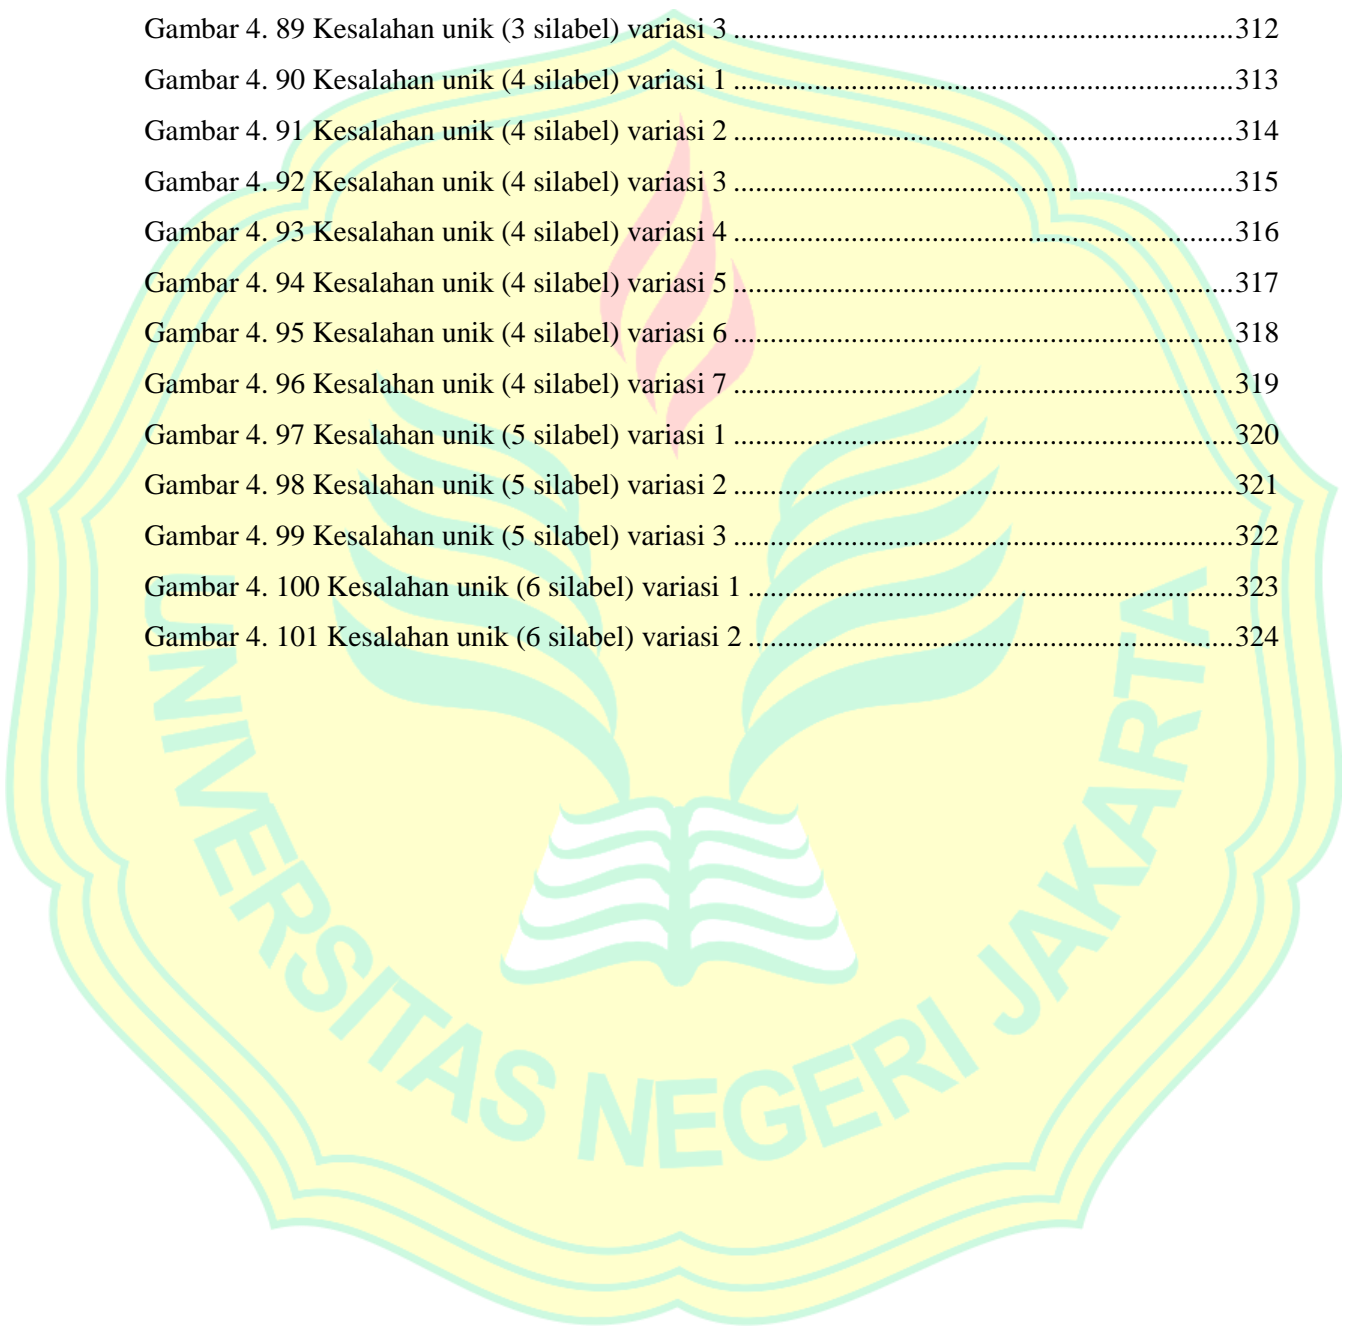 Gambar 4. 89 Kesalahan unik (3 silabel) variasi 3 ........................................................................312
Gambar 4. 90 Kesalahan unik (4 silabel) variasi 1 ........................................................................313
Gambar 4. 91 Kesalahan unik (4 silabel) variasi 2 ........................................................................314
Gambar 4. 92 Kesalahan unik (4 silabel) variasi 3 ........................................................................315
Gambar 4. 93 Kesalahan unik (4 silabel) variasi 4 ........................................................................316
Gambar 4. 94 Kesalahan unik (4 silabel) variasi 5 ........................................................................317
Gambar 4. 95 Kesalahan unik (4 silabel) variasi 6 ........................................................................318
Gambar 4. 96 Kesalahan unik (4 silabel) variasi 7 ........................................................................319
Gambar 4. 97 Kesalahan unik (5 silabel) variasi 1 ........................................................................320
Gambar 4. 98 Kesalahan unik (5 silabel) variasi 2 ........................................................................321
Gambar 4. 99 Kesalahan unik (5 silabel) variasi 3 ........................................................................322
Gambar 4. 100 Kesalahan unik (6 silabel) variasi 1 ......................................................................323
Gambar 4. 101 Kesalahan unik (6 silabel) variasi 2 ......................................................................324
UNIVERSITAS NEGERI JAKARTA